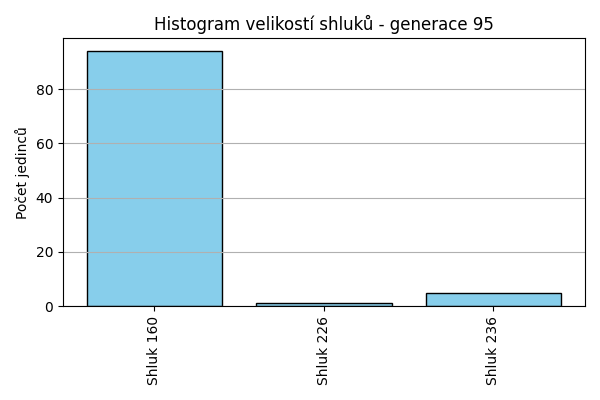 Histogram velikostí shluků - generace 95
Počet jedinců
80
60
40
20
0
Shluk 160
Shluk 226
Shluk 236